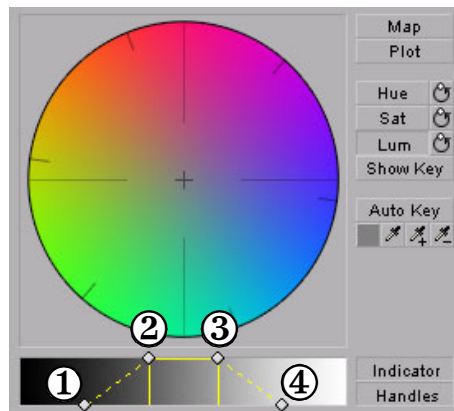 Map
Plot
Hue
Sat
Lum
Show Key
Auto Key
② ③
① ④
Indicator
Handles